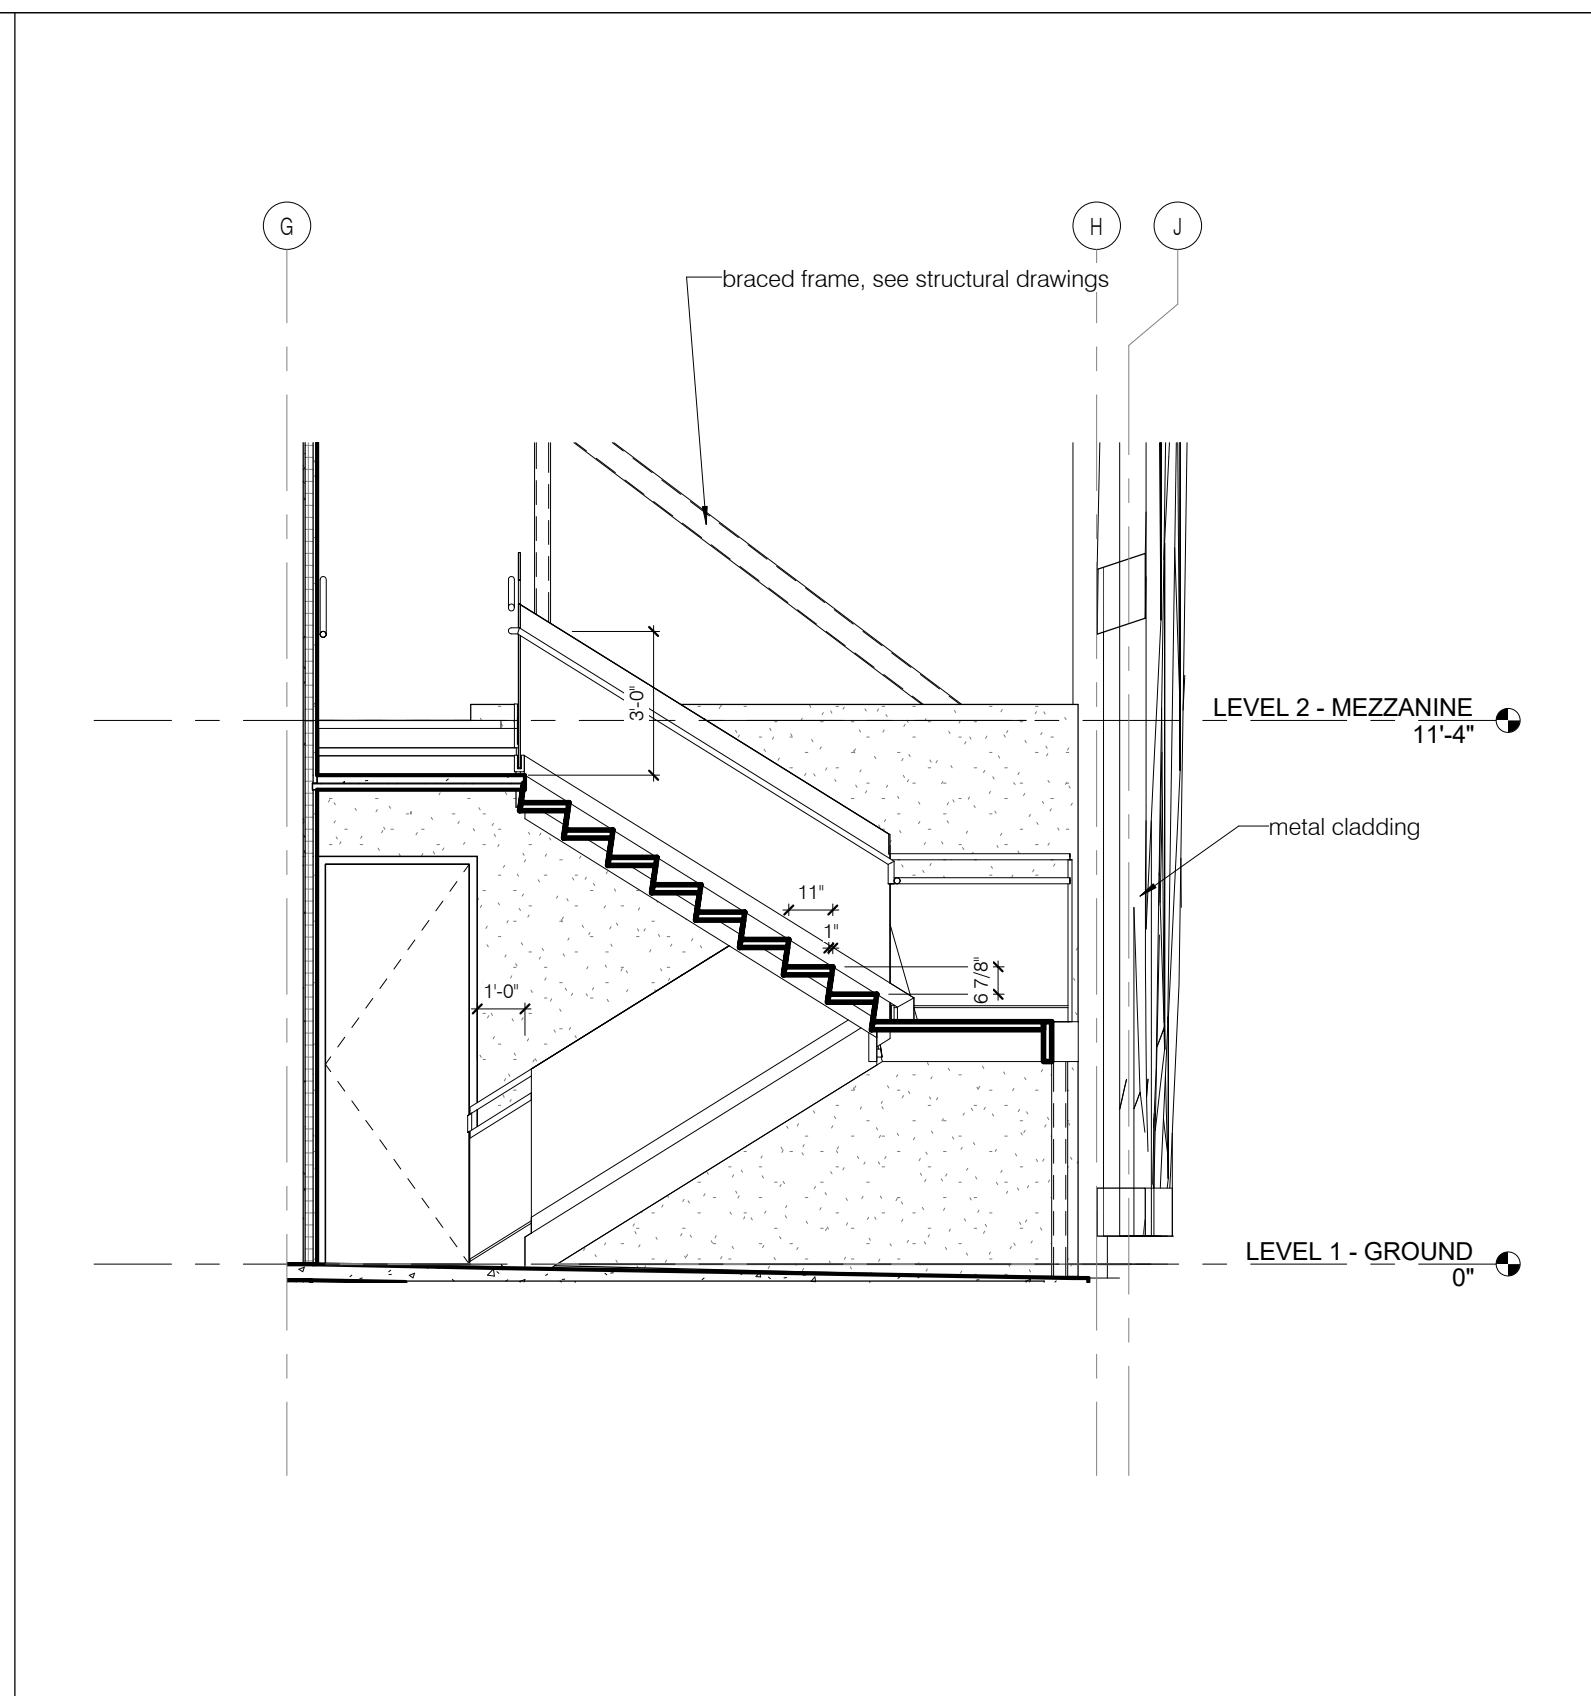 G
H
J
braced frame, see structural drawings
3'-0"
LEVEL 2 - MEZZANINE
11'-4"
metal cladding
11"
1"
6 7/8"
1'-0"
LEVEL 1 - GROUND
0"